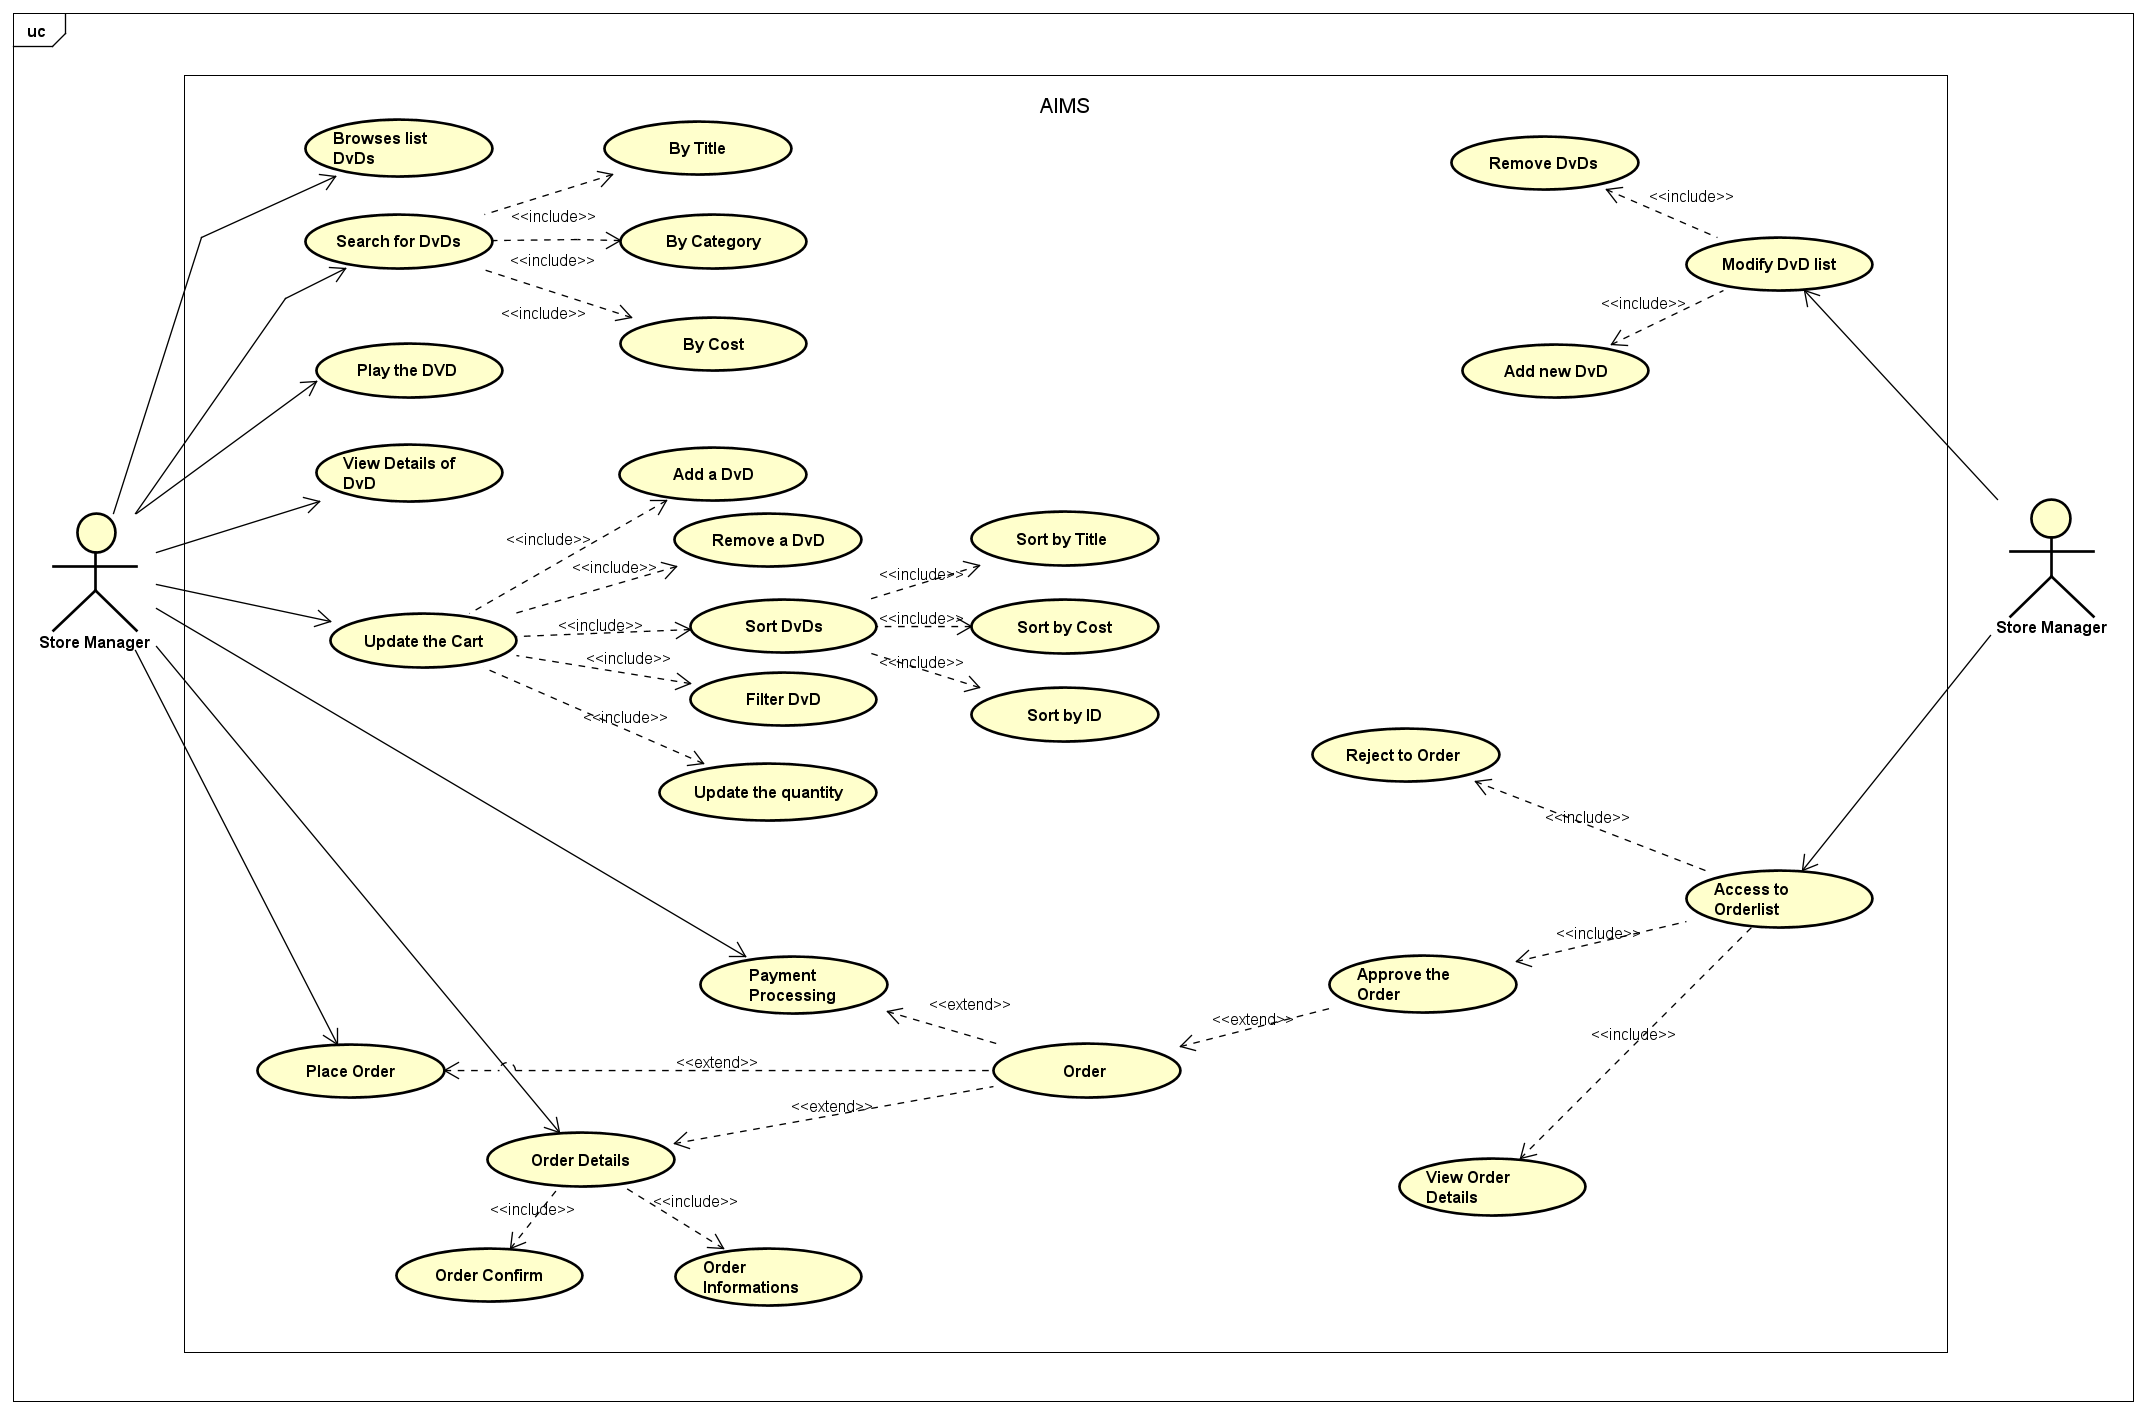 uc
AIMS
Browses list
DvDs
By Title
Remove DvDs
<<include>>
<<include>>
Search for DvDs
By Category
<<include>>
Modify DvD list
<<include>>
<<include>>
By Cost
Play the DVD
Add new DvD
View Details of
DvD
Add a DvD
<<include>>
Remove a DvD
Sort by Title
<<include>>
<<include>>
<<include>>
<<include>>
Sort DvDs
Sort by Cost
Store Manager
Store Manager
Update the Cart
<<include>>
<<include>>
Filter DvD
Sort by ID
<<include>>
Reject to Order
Update the quantity
<<include>>
Access to
Orderlist
<<include>>
Payment
Processing
Approve the
Order
<<extend>>
<<extend>>
<<include>>
<<extend>>
Place Order
Order
<<extend>>
Order Details
View Order
Details
<<include>>
<<include>>
Order Confirm
Order
Informations